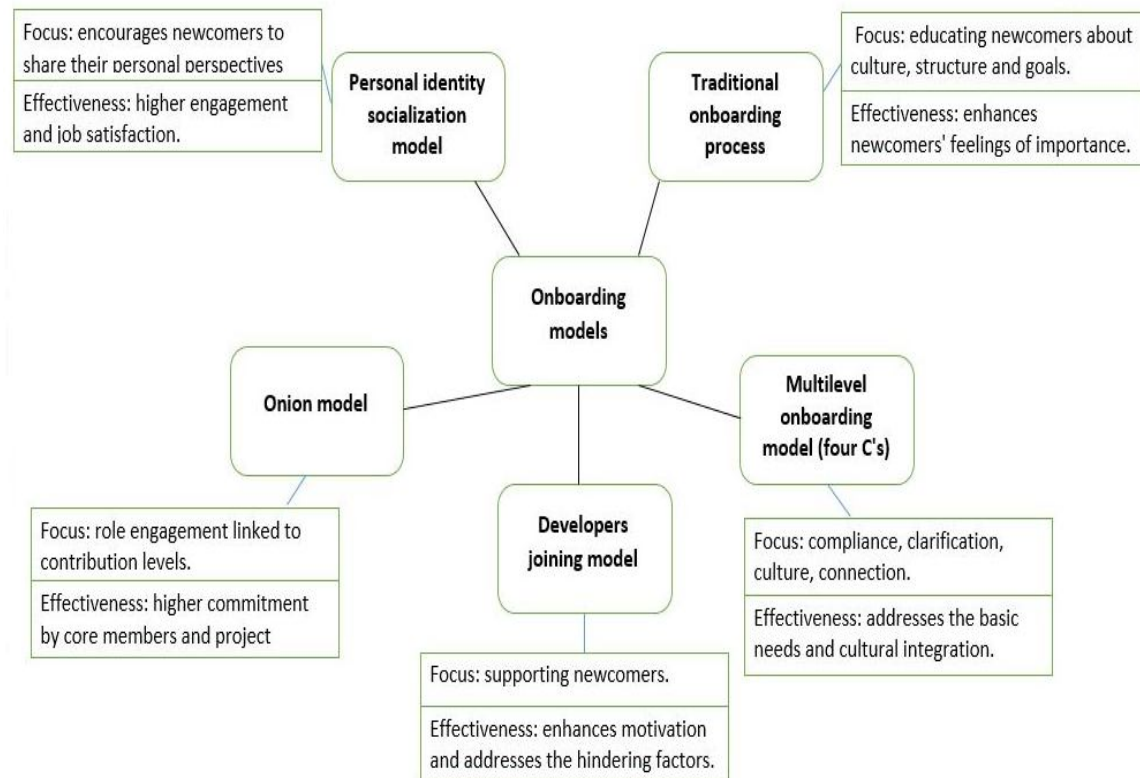 Focus: encourages newcomers to
share their personal perspectives
Effectiveness: higher engagement
and job satisfaction.
Personal identity
socialization
model
Traditional
onboarding
process
Focus: educating newcomers about
culture, structure and goals.
Effectiveness: enhances
newcomers' feelings of importance.
Onboarding
models
Onion model
Focus: role engagement linked to
contribution levels.
Effectiveness: higher commitment
by core members and project
Developers
joining model
Focus: supporting newcomers.
Effectiveness: enhances motivation
and addresses the hindering factors.
Multilevel
onboarding
model (four C's)
Focus: compliance, clarification,
culture, connection.
Effectiveness: addresses the basic
needs and cultural integration.